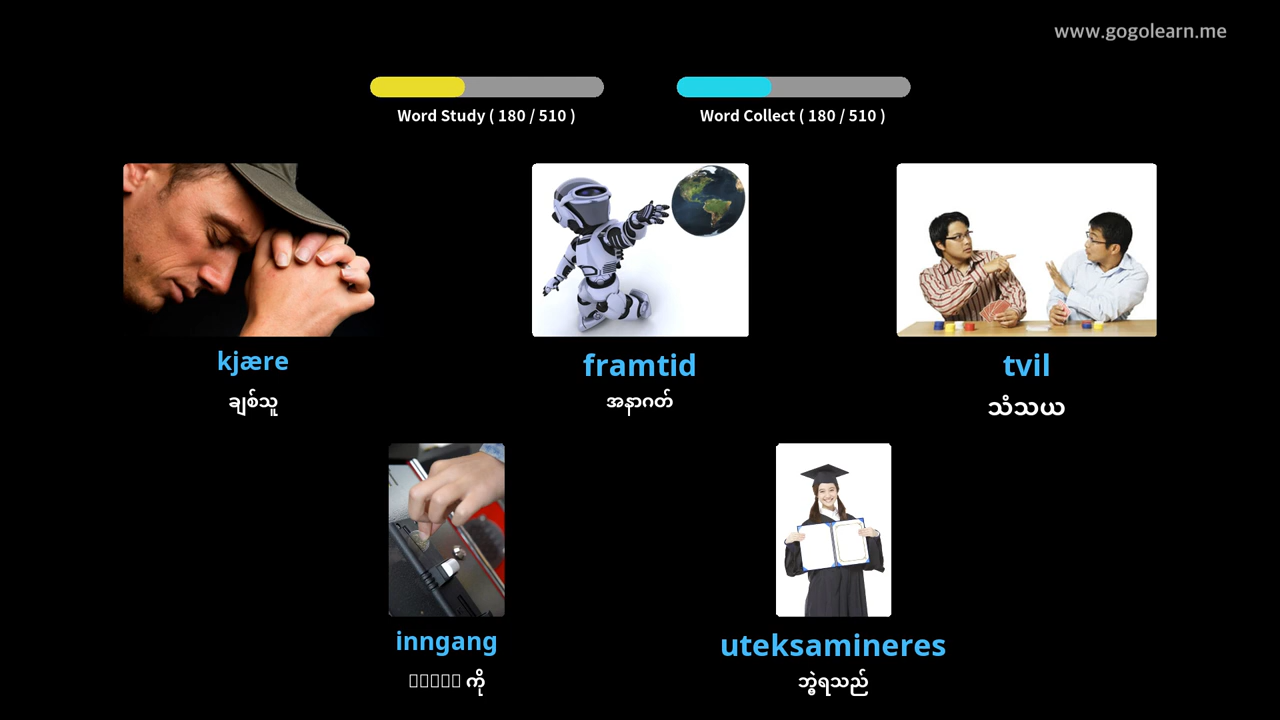 www.gogolearn.me
Word Study ( 180 / 510 )
Word Collect ( 180 / 510 )
kjære
framtid
tvil
ချစ်သူ
အနာဂတ်
သံသယ
inngang
uteksamineres
ကို
ဘွဲ့ရသည်